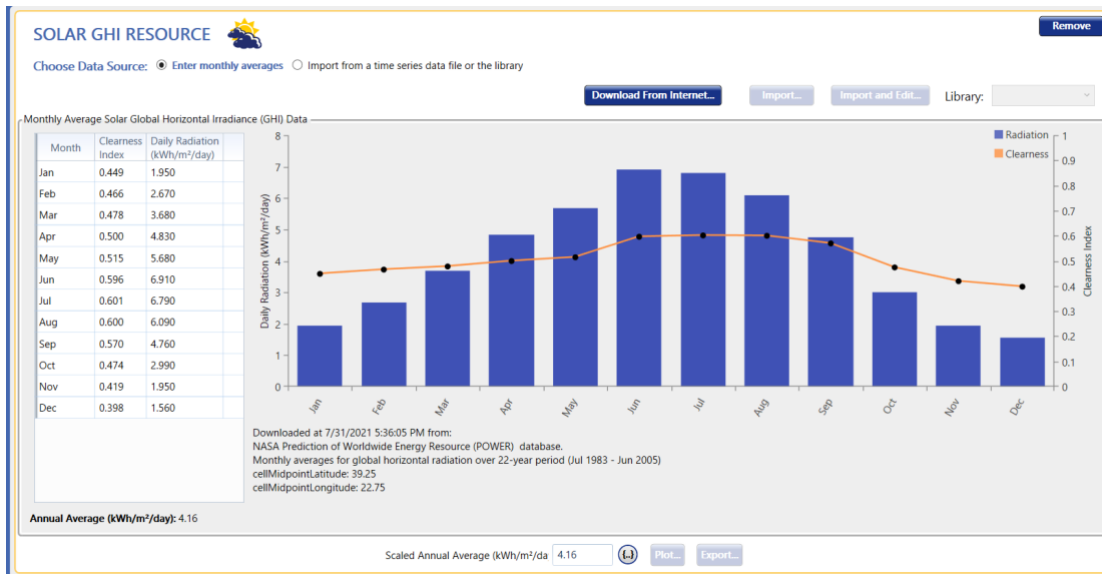 SOLAR GHI RESOURCE
Remove
Choose Data Source: Enter monthly averages Import from a time series data file or the library
Download From Internet... Import... Import and Edit... Library:
Monthly Average Solar Global Horizontal Irradiance (GHI) Data
Month Clearness Index Daily Radiation (kWh/m²/day)
Jan 0.449 1.950
Feb 0.466 2.670
Mar 0.478 3.680
Apr 0.500 4.830
May 0.515 5.680
Jun 0.596 6.910
Jul 0.601 6.790
Aug 0.600 6.090
Sep 0.570 4.760
Oct 0.474 2.990
Nov 0.419 1.950
Dec 0.398 1.560
Daily Radiation (kWh/m²/day)
8
7
6
5
4
3
2
1
0
Radiation
Clearness
1
0.9
0.8
0.7
0.6
0.5
0.4
0.3
0.2
0.1
0
Clearness Index
Jan Feb Mar Apr May Jun Jul Aug Sep Oct Nov Dec
Downloaded at 7/31/2021 5:36:05 PM from:
NASA Prediction of Worldwide Energy Resource (POWER) database.
Monthly averages for global horizontal radiation over 22-year period (Jul 1983 - Jun 2005)
cellMidpointLatitude: 39.25
cellMidpointLongitude: 22.75
Annual Average (kWh/m²/day): 4.16
Scaled Annual Average (kWh/m²/da 4.16 {..} Plot... Export...